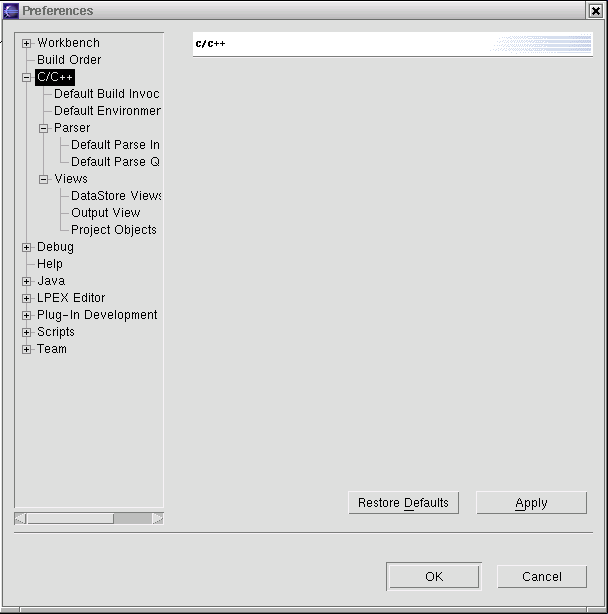 Preferences
Workbench
Build Order
C/C++
Default Build Invoc
Default Environmer
Parser
Default Parse In
Default Parse Q
Views
DataStore Views
Output View
Project Objects
Debug
Help
Java
LPEX Editor
Plug-In Development
Scripts
Team
C/C++
Restore Defaults
Apply
OK
Cancel